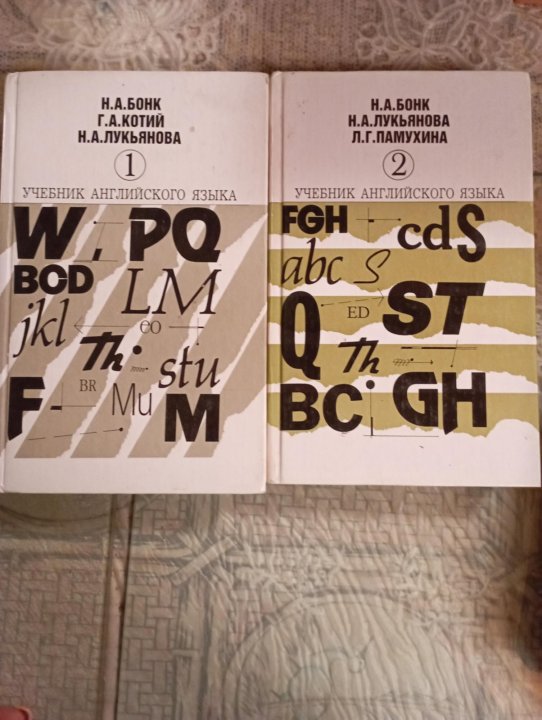 Н.А.БОНК
Г.А.КОТИЙ
Н.А.ЛУКЬЯНОВА
1
УЧЕБНИК АНГЛИЙСКОГО ЯЗЫКА
W PQ
BCD
LM
jkl
CO
Th
stu
BR
F
Mu
M
Н.А.БОНК
Н.А.ЛУКЬЯНОВА
Л.Г.ПАМУХИНА
2
УЧЕБНИК АНГЛИЙСКОГО ЯЗЫКА
FGH
cdS
abc S
ED
ST
Q
Th
BC GH